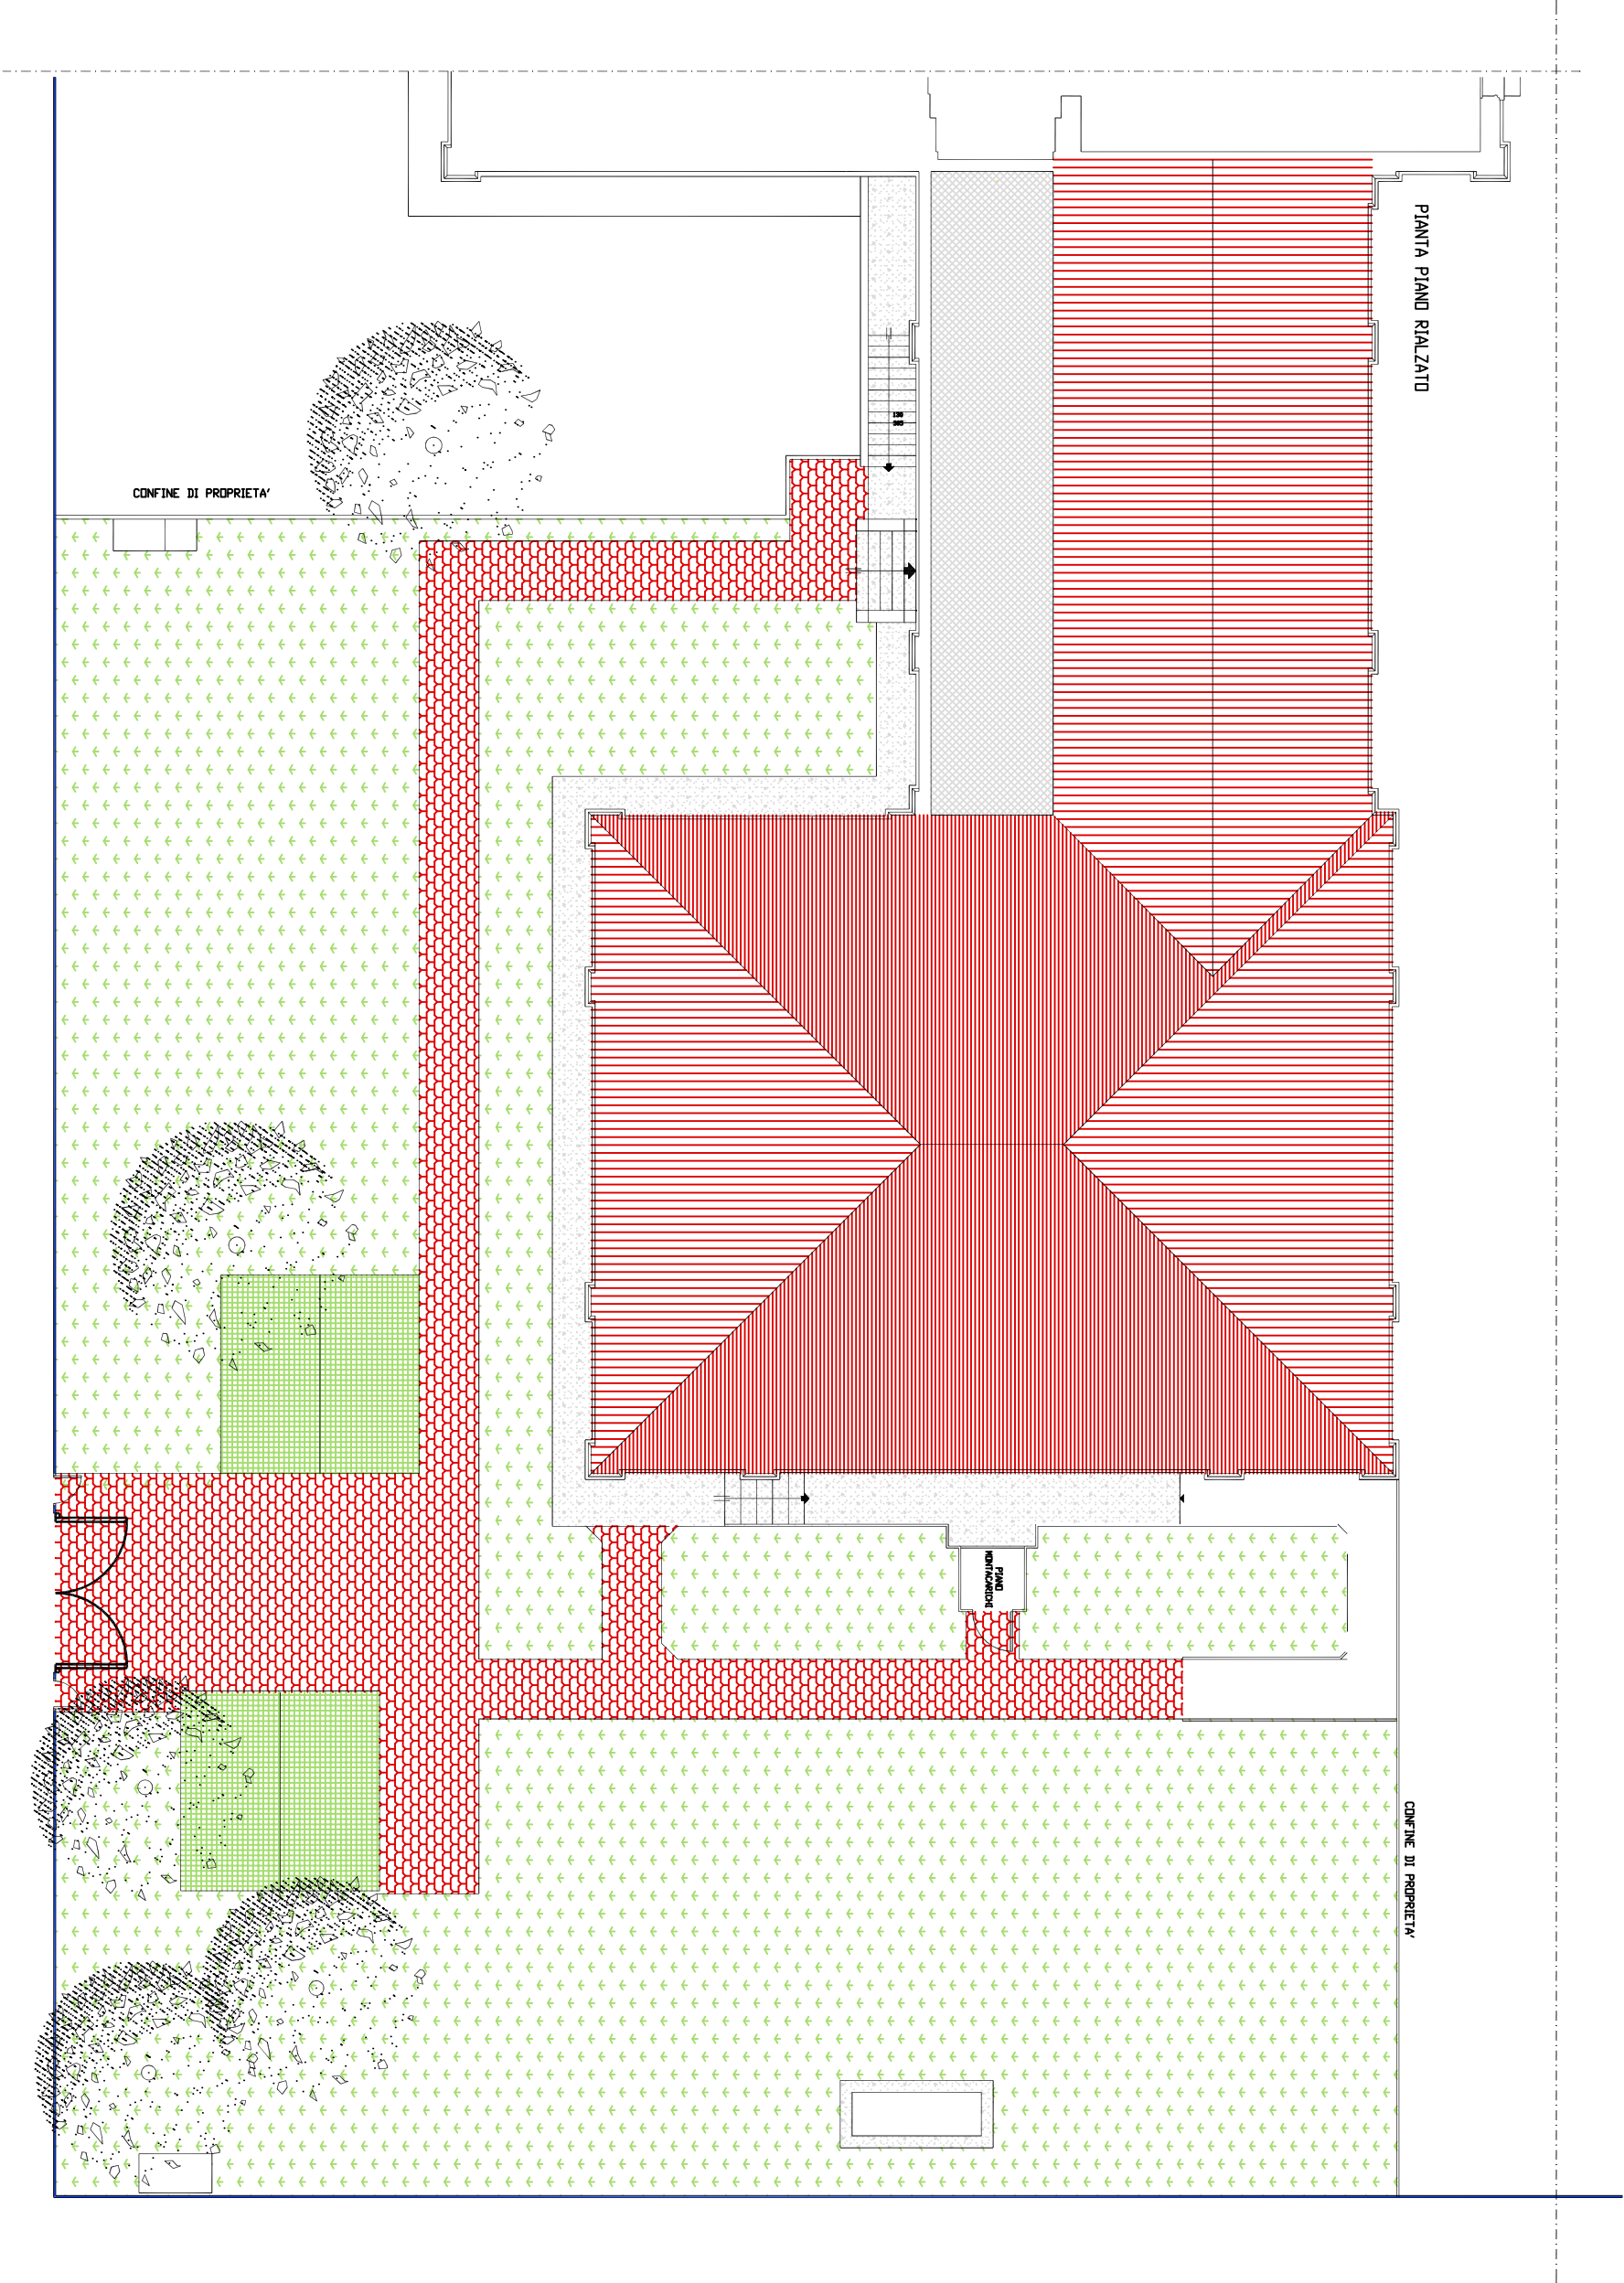 PIANTA PIANO RIALZATO
CONFINE DI PROPRIETA'
PIANO
MONTACARICHI
CONFINE DI PROPRIETA'